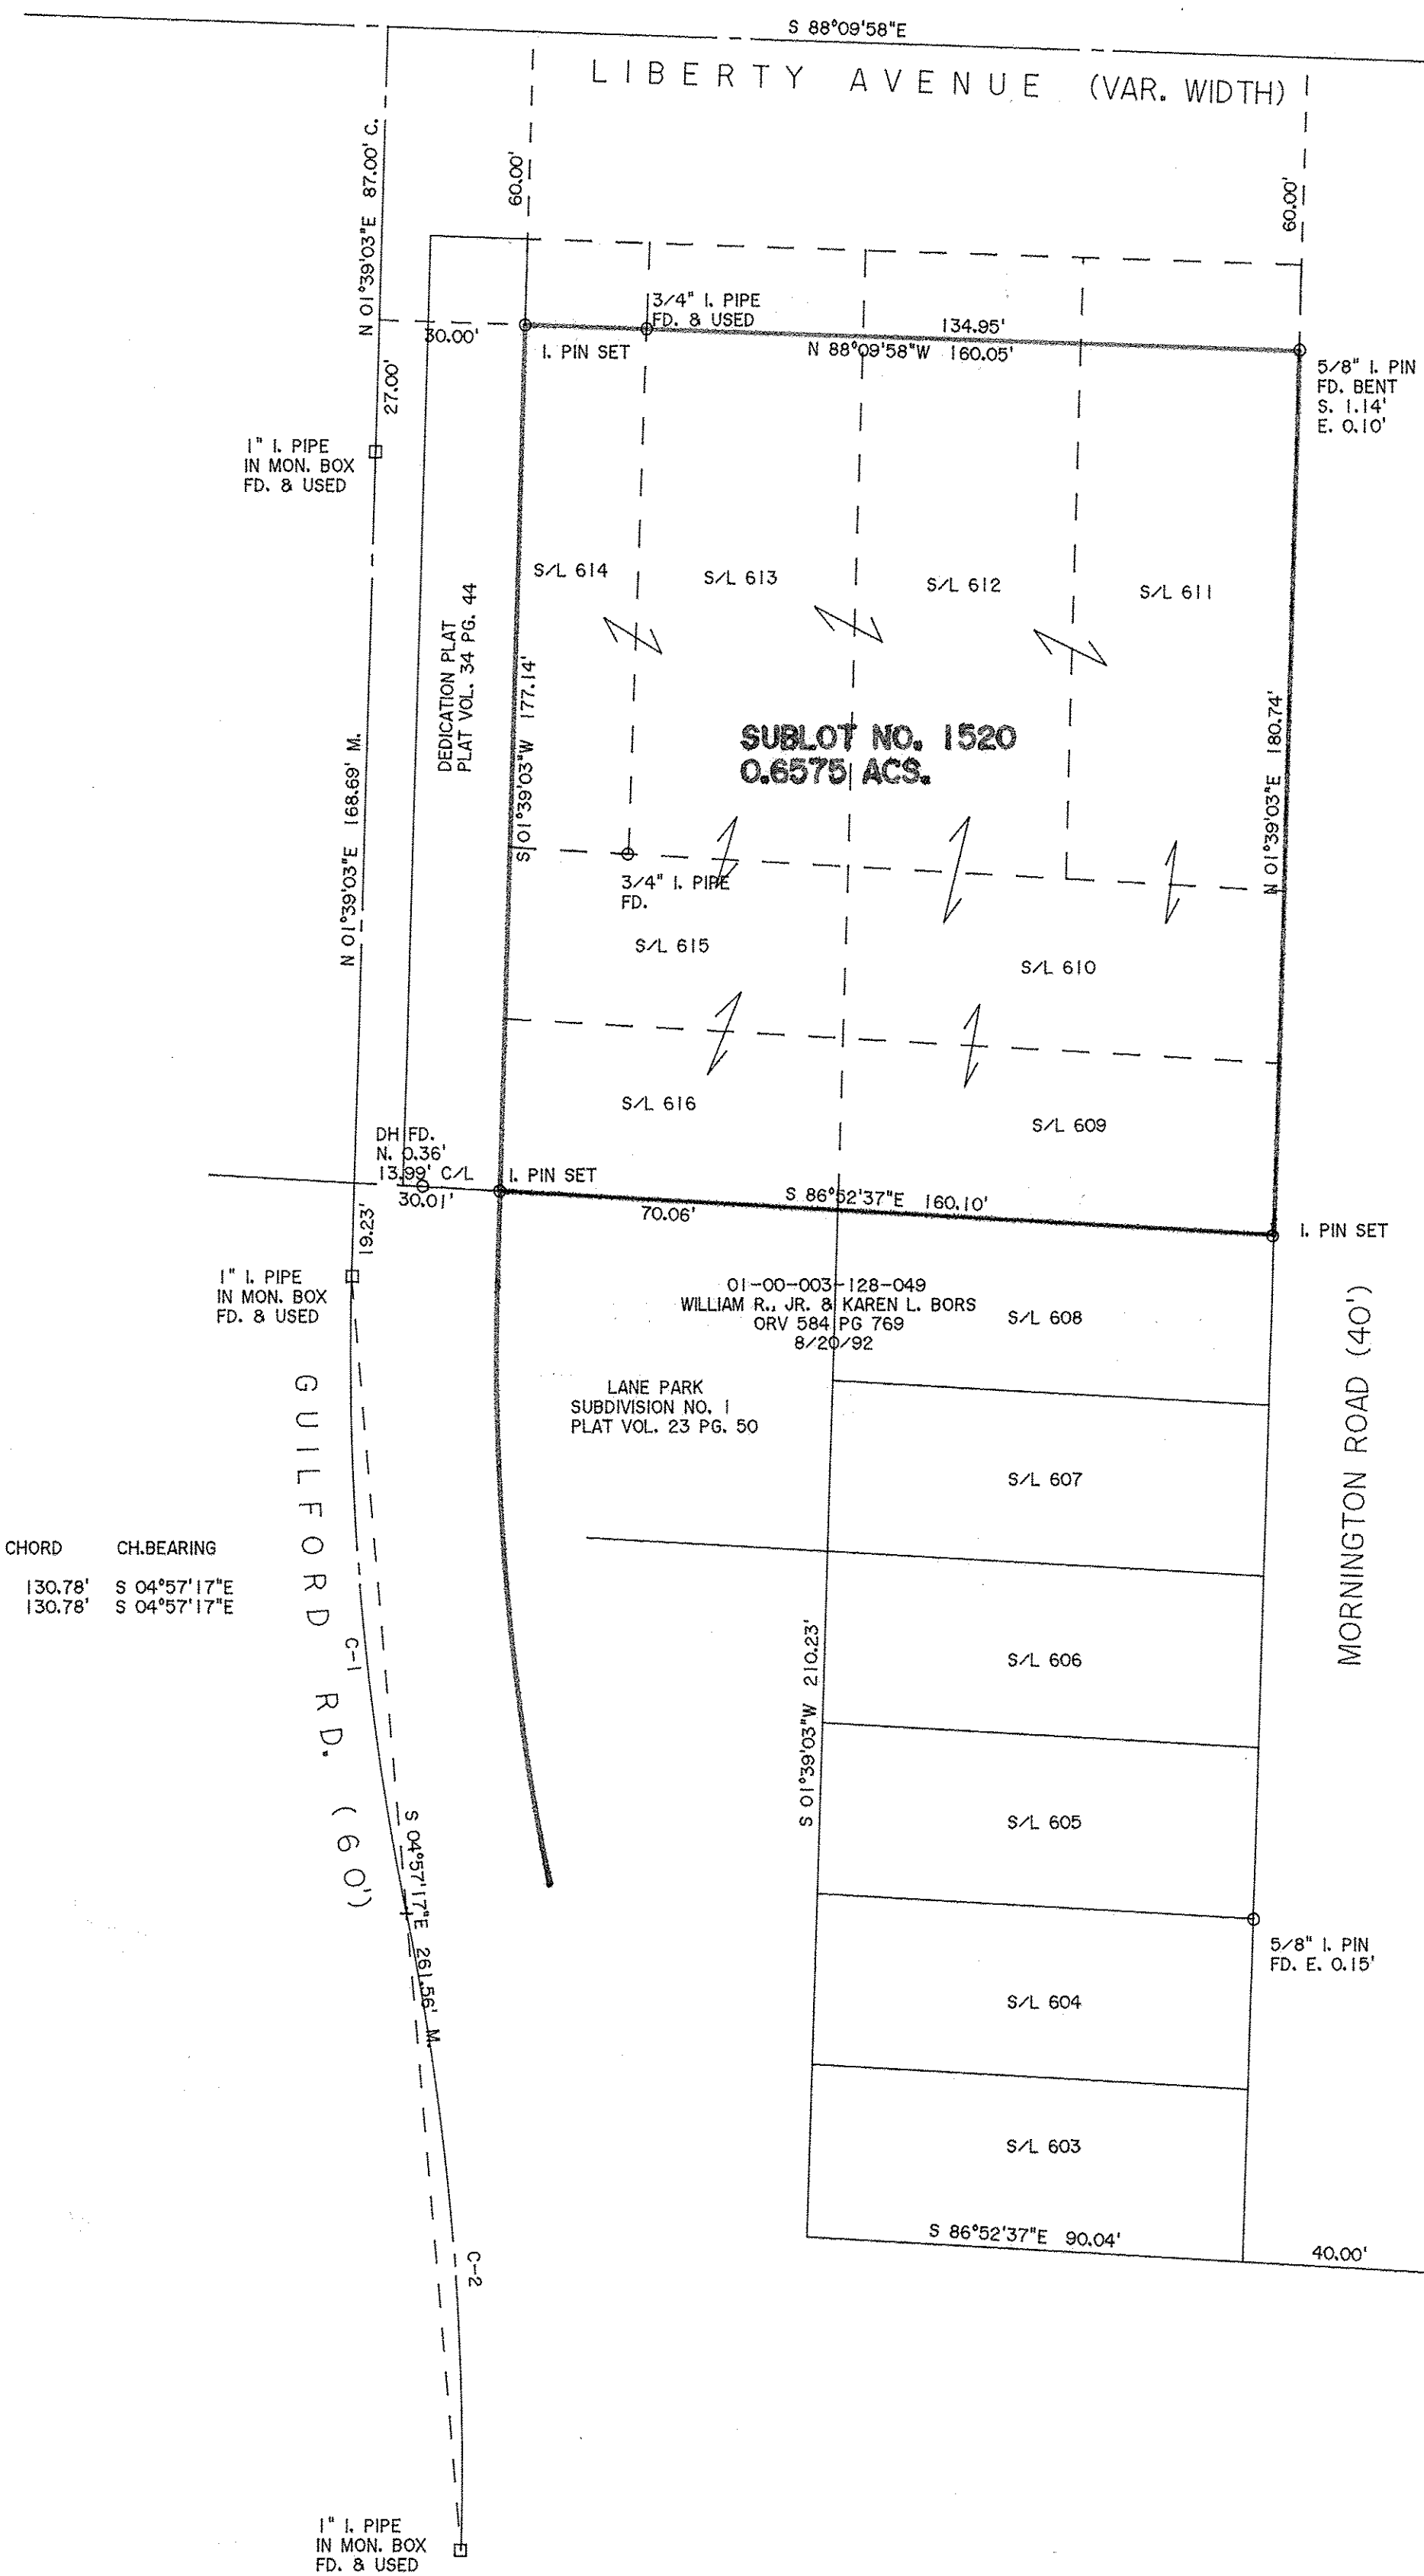 S 88°09'58"E
LIBERTY AVENUE (VAR. WIDTH)
N 01°39'03"E 87.00' C.
60.00'
60.00'
3/4" I. PIPE
FD. & USED
30.00'
134.95'
I. PIN SET
N 88°09'58"W 160.05'
5/8" I. PIN
FD. BENT
S. 1.14'
E. 0.10'
27.00'
1" I. PIPE
IN MON. BOX
FD. & USED
S/L 614
S/L 613
S/L 612
S/L 611
DEDICATION PLAT
PLAT VOL. 34 PG. 44
S 01°39'03"W 177.14'
N 01°39'03"E 168.69' M.
SUBLOT NO. 1520
0.6575 ACS.
N 01°39'03"E 180.74'
3/4" I. PIPE
FD.
S/L 615
S/L 610
S/L 616
S/L 609
DH FD.
N. 0.36'
13.99' C/L
I. PIN SET
30.01'
70.06'
S 86°52'37"E 160.10'
I. PIN SET
19.23'
1" I. PIPE
IN MON. BOX
FD. & USED
01-00-003-128-049
WILLIAM R., JR. & KAREN L. BORS
ORV 584 PG 769
8/20/92
S/L 608
LANE PARK
SUBDIVISION NO. 1
PLAT VOL. 23 PG. 50
MORNINGTON ROAD (40')
GUILFORD RD. (60')
S/L 607
CHORD CH.BEARING
130.78' S 04°57'17"E
130.78' S 04°57'17"E
C-1
S 01°39'03"W 210.23'
S/L 606
S/L 605
S 04°57'17"E 261.56' M.
5/8" I. PIN
FD. E. 0.15'
S/L 604
S/L 603
S 86°52'37"E 90.04'
40.00'
C-2
1" I. PIPE
IN MON. BOX
FD. & USED